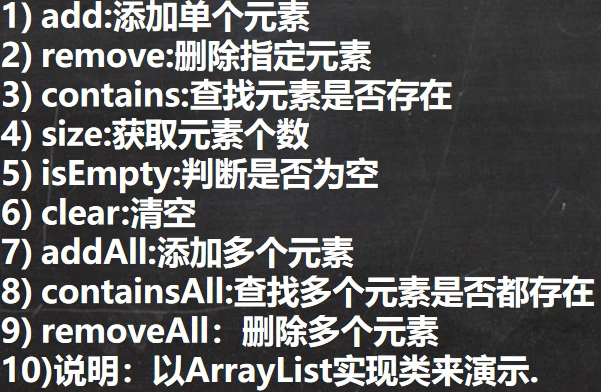 1) add:添加单个元素
2) remove:删除指定元素
3) contains:查找元素是否存在
4) size:获取元素个数
5) isEmpty:判断是否为空
6) clear:清空
7) addAll:添加多个元素
8) containsAll:查找多个元素是否都存在
9) removeAll：删除多个元素
10)说明：以ArrayList实现类来演示.